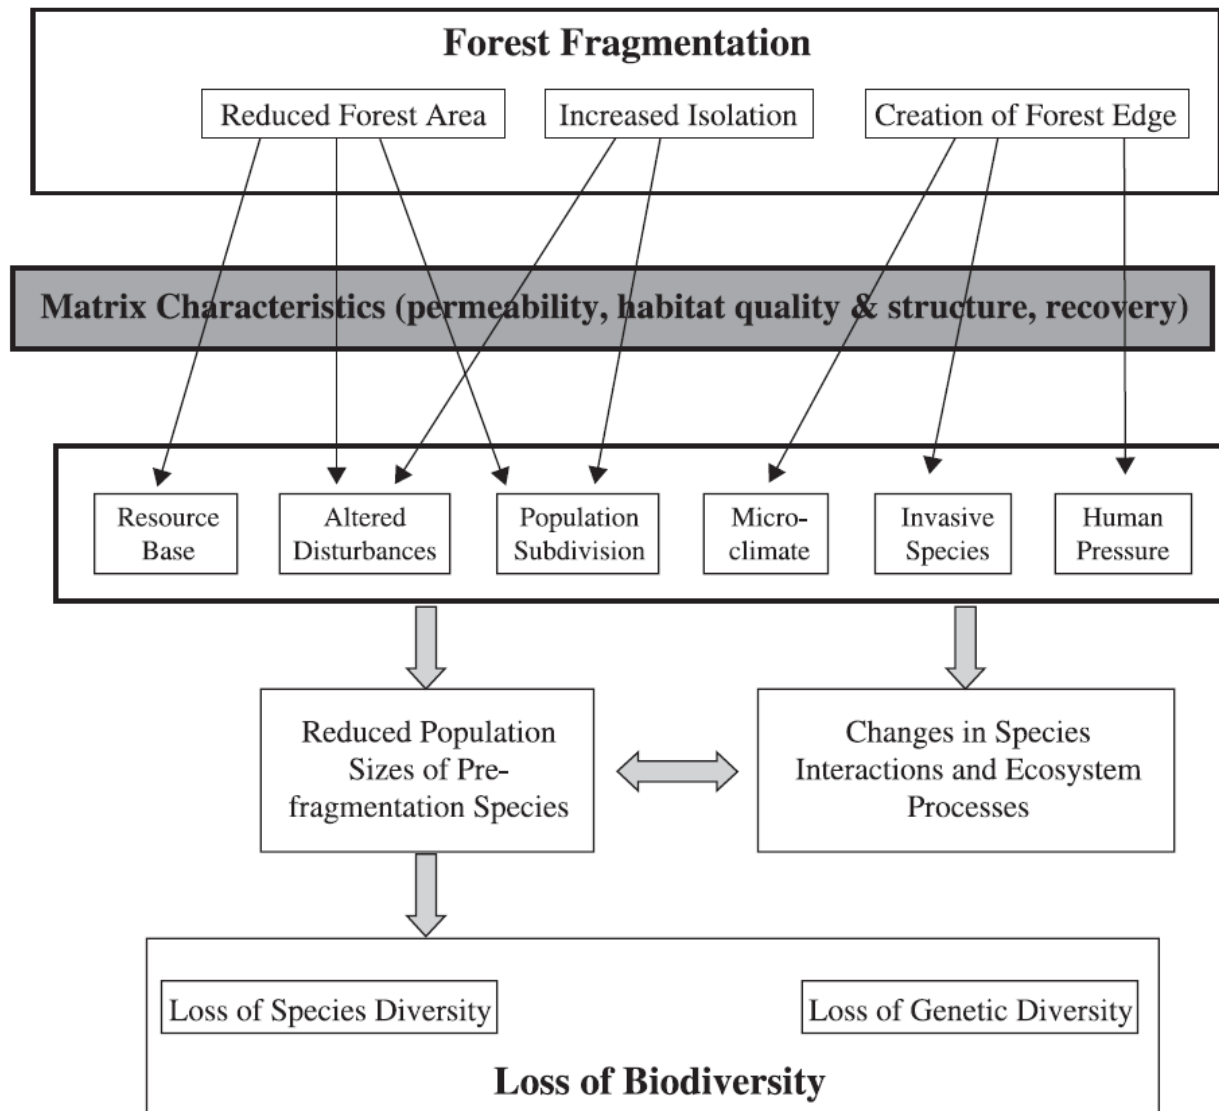 Forest Fragmentation
Reduced Forest Area
Increased Isolation
Creation of Forest Edge
Matrix Characteristics (permeability, habitat quality & structure, recovery)
Resource
Base
Altered
Disturbances
Population
Subdivision
Micro-
climate
Invasive
Species
Human
Pressure
Reduced Population
Sizes of Pre-
fragmentation Species
Changes in Species
Interactions and Ecosystem
Processes
Loss of Species Diversity
Loss of Genetic Diversity
Loss of Biodiversity